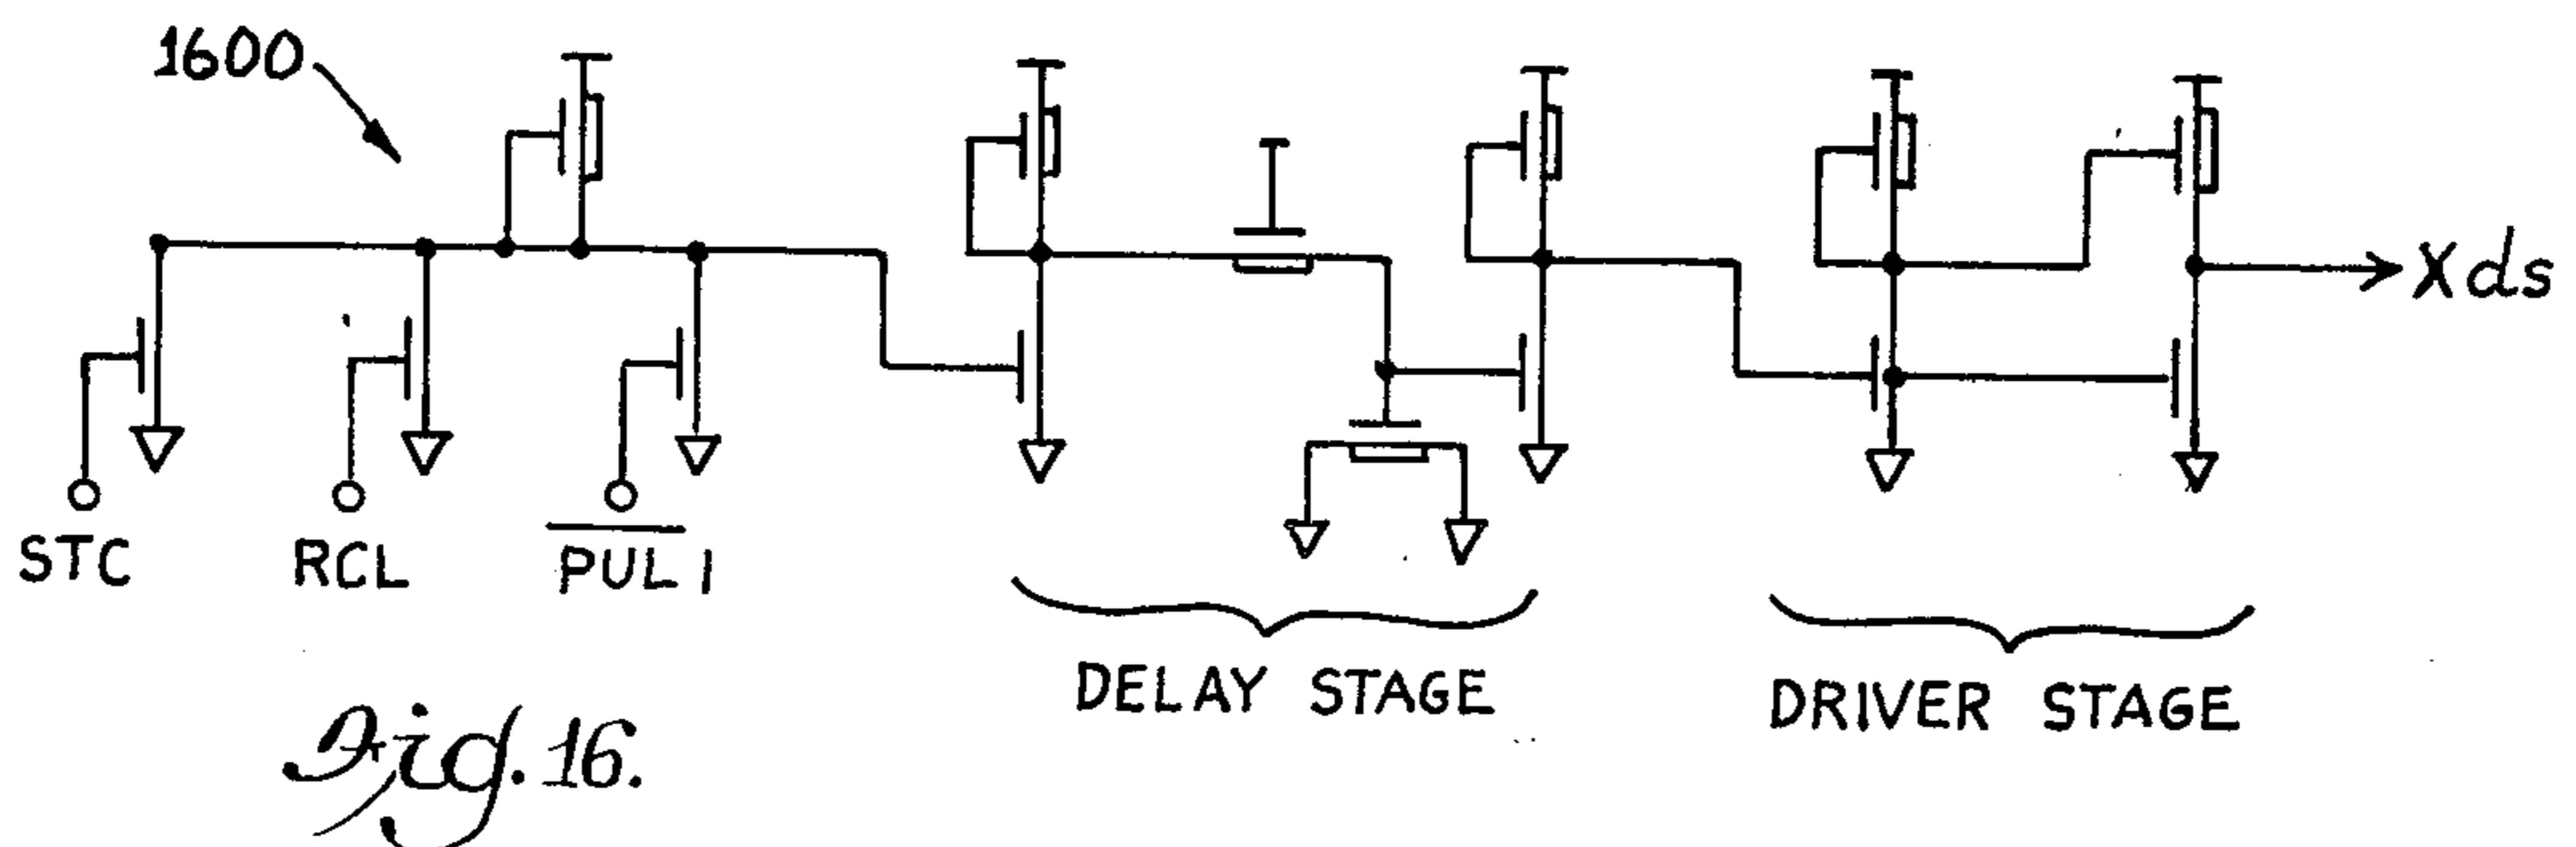 1600
Xds
STC
RCL
PUL1
DELAY STAGE
DRIVER STAGE
Fig. 16.